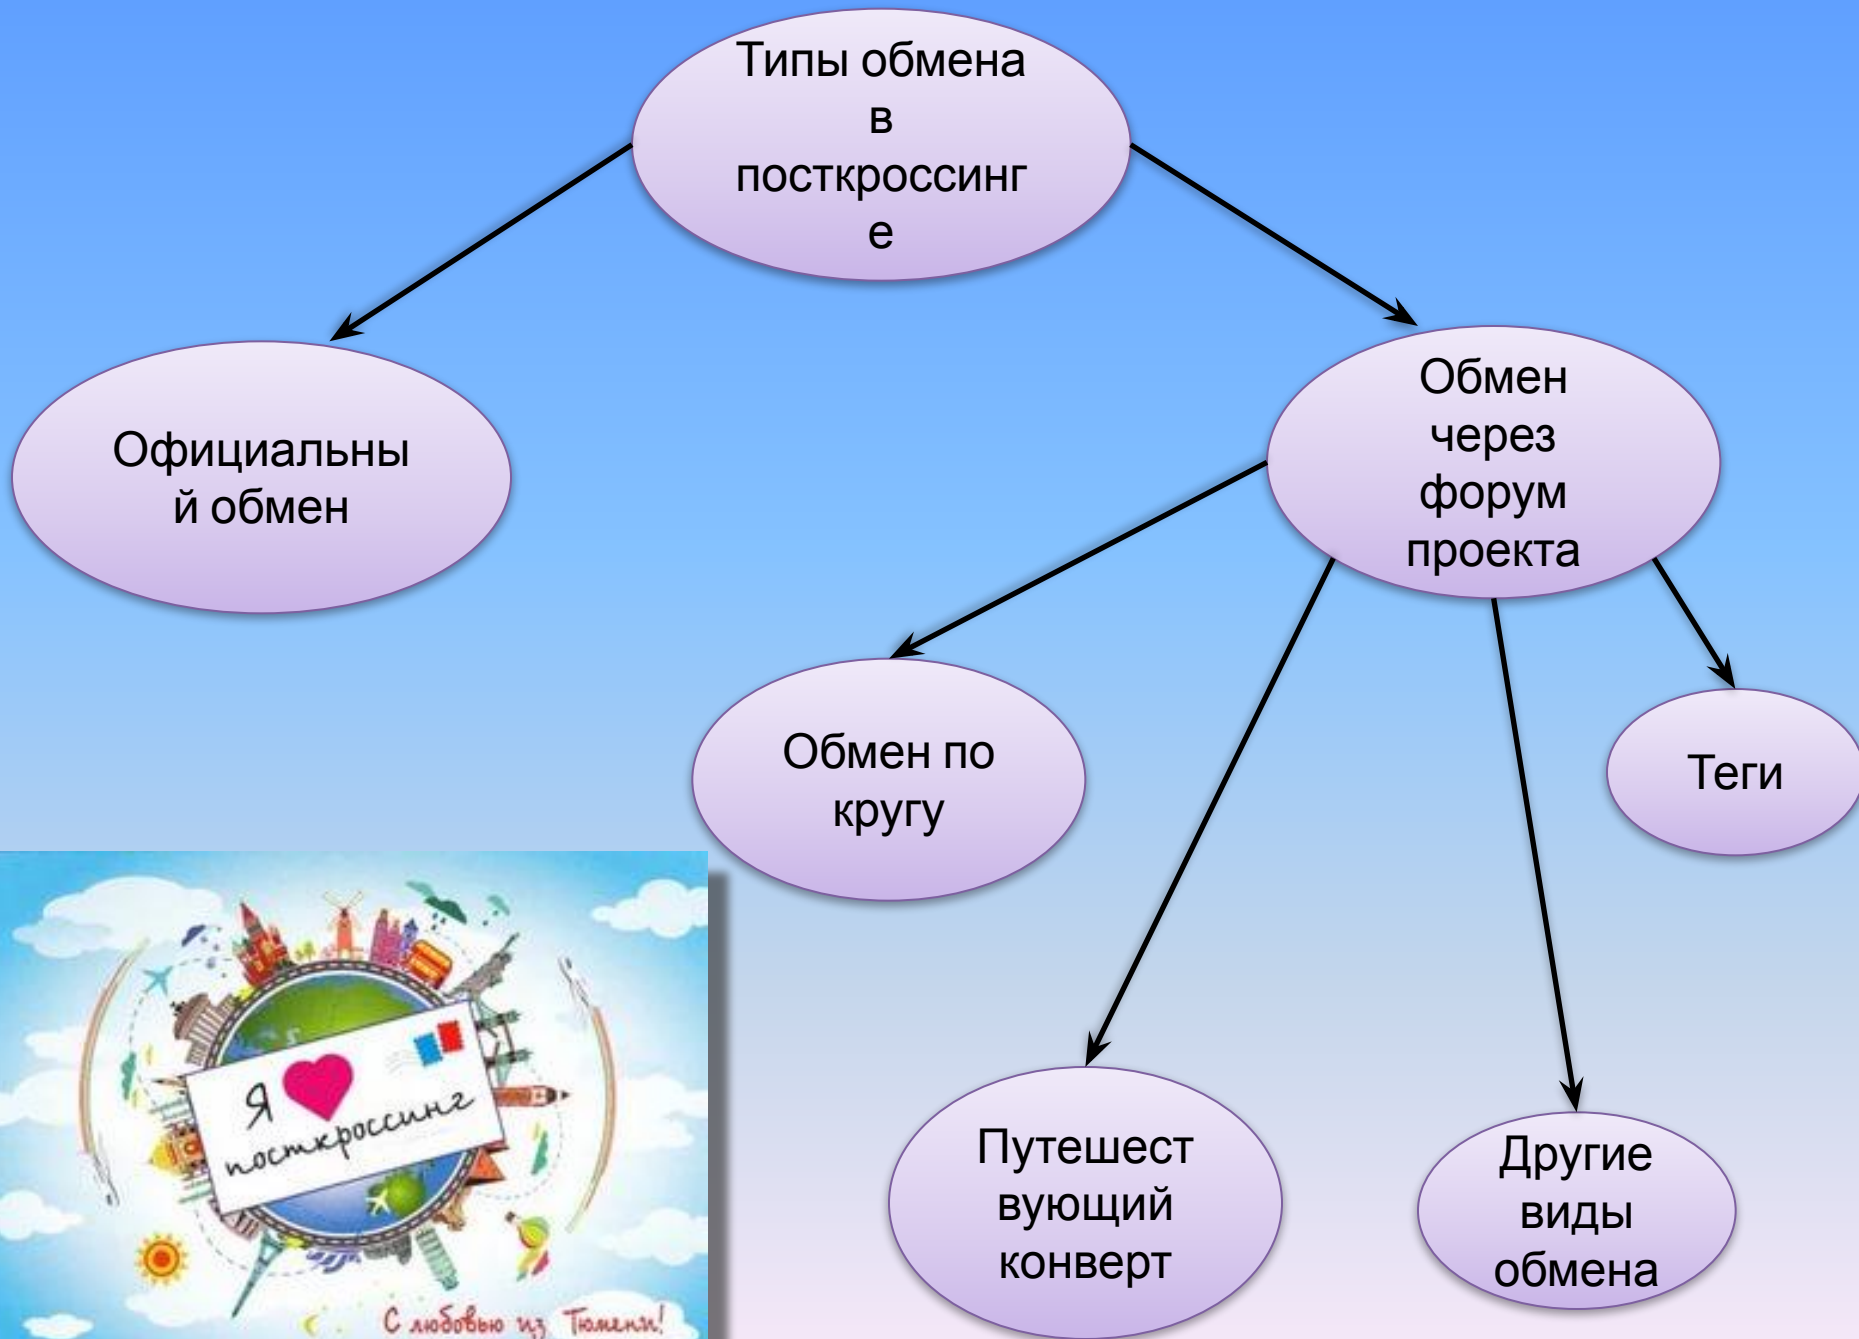 Типы обмена
в
посткроссинг
е
Официальны
й обмен
Обмен
через
форум
проекта
Обмен по
кругу
Теги
Путешест
вующий
конверт
Другие
виды
обмена
Я
посткроссинг
С любовью из Тюмени!